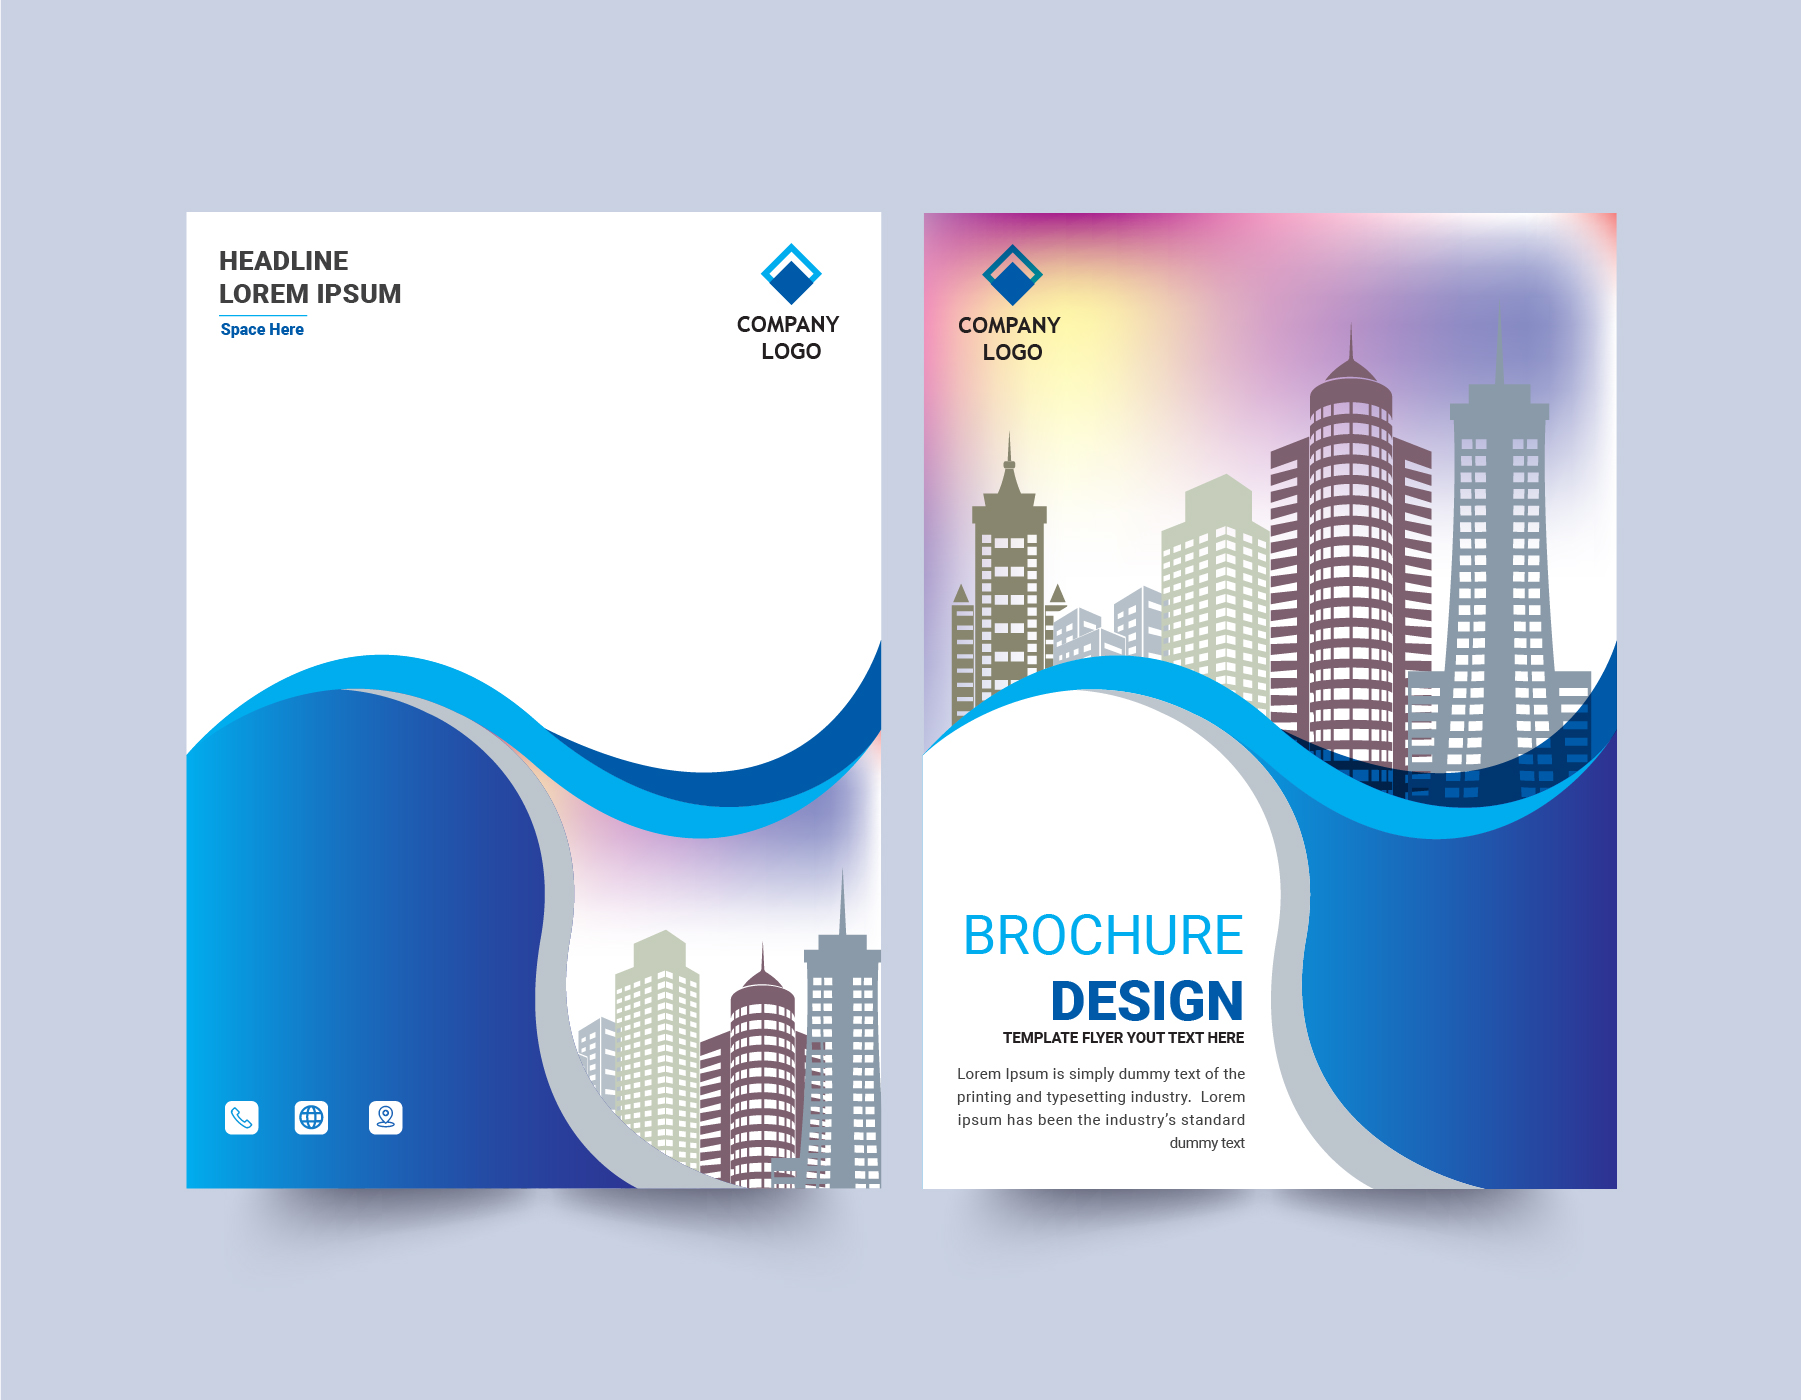 HEADLINE
LOREM IPSUM
Space Here
COMPANY
LOGO
COMPANY
LOGO
BROCHURE
DESIGN
TEMPLATE FLYER YOUT TEXT HERE
Lorem Ipsum is simply dummy text of the
printing and typesetting industry. Lorem
ipsum has been the industry's standard
dummy text